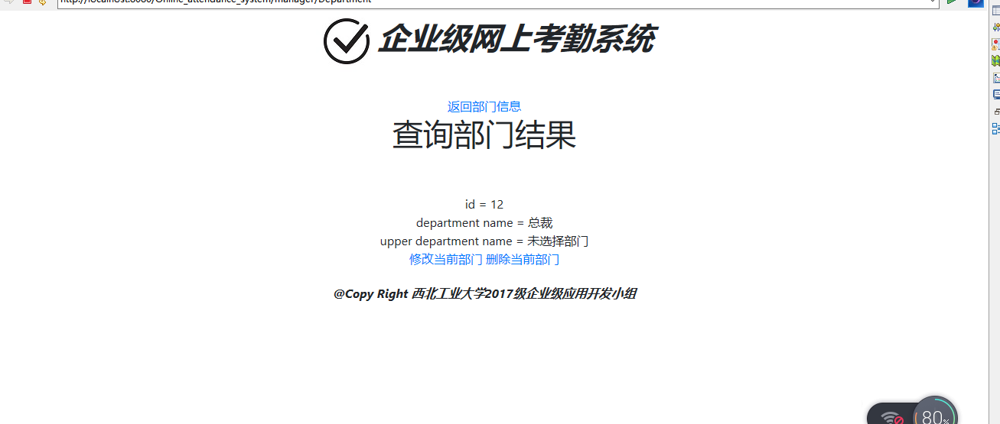 http://localhost:8080/Online_attendance_system/manager/Department
企业级网上考勤系统
返回部门信息
查询部门结果
id = 12
department name = 总裁
upper department name = 未选择部门
修改当前部门 删除当前部门
@Copy Right 西北工业大学2017级企业级应用开发小组
80%